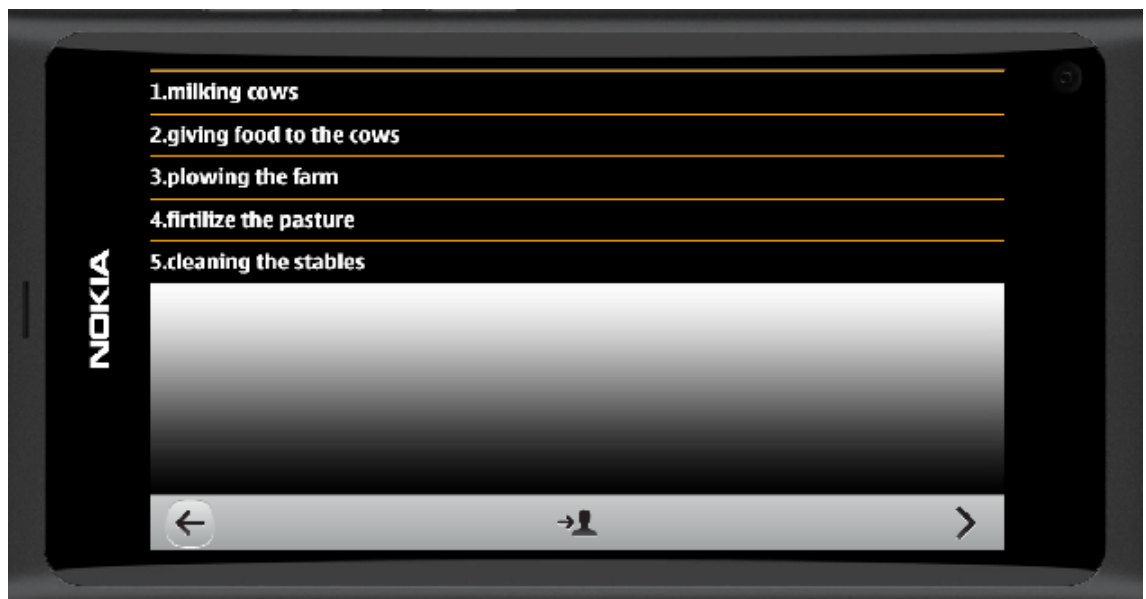 1.milking cows
2.giving food to the cows
3.plowing the farm
4.firtilize the pasture
5.cleaning the stables
NOKIA